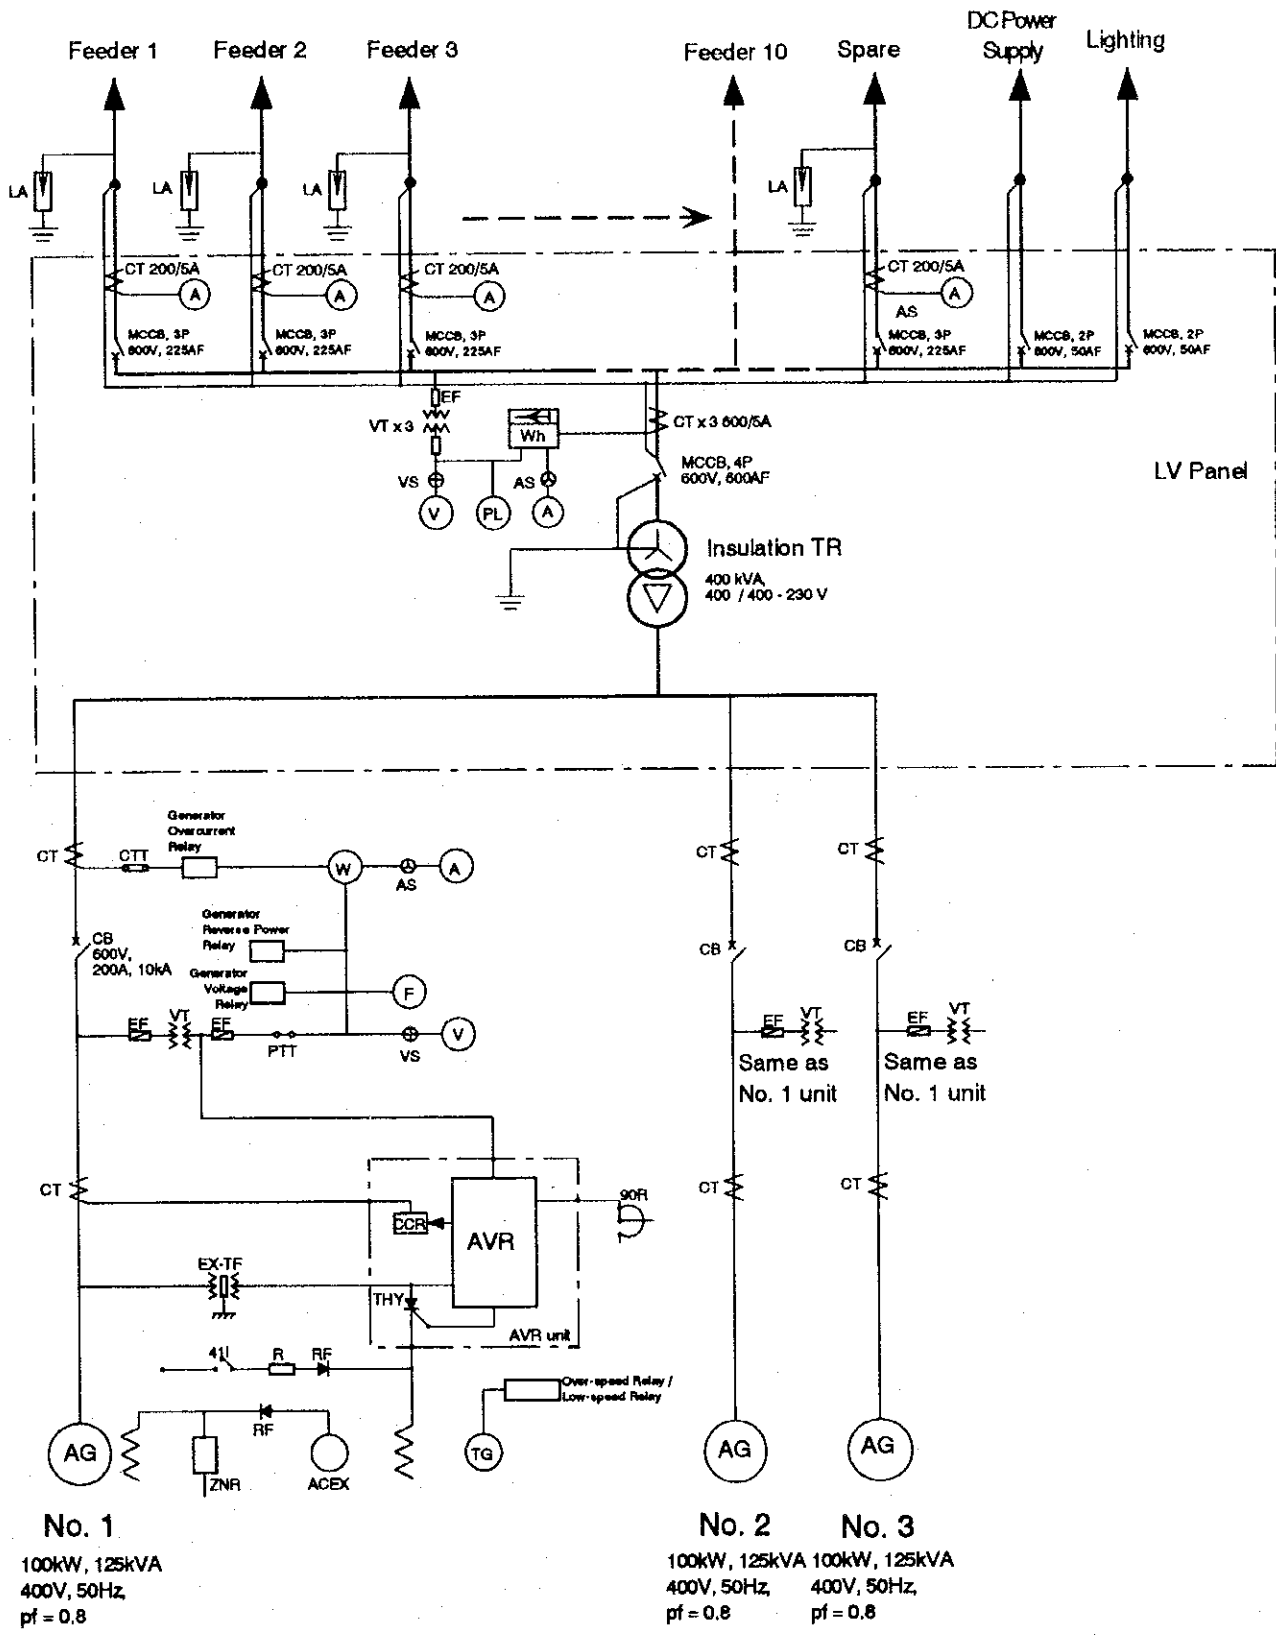 Feeder 1
Feeder 2
Feeder 3
Feeder 10
Spare
DC Power
Supply
Lighting
LA
LA
LA
LA
CT 200/5A
CT 200/5A
CT 200/5A
CT 200/5A
A
A
A
A
AS
MCCB, 3P
600V, 225AF
MCCB, 3P
600V, 225AF
MCCB, 3P
600V, 225AF
MCCB, 3P
600V, 225AF
MCCB, 2P
600V, 50AF
MCCB, 2P
600V, 50AF
EF
VT x 3
Wh
CT x 3 600/5A
MCCB, 4P
600V, 600AF
VS
AS
V
PL
A
LV Panel
Insulation TR
400 kVA,
400 / 400 - 230 V
Generator
Overcurrent
Relay
CT
CTT
W
AS
A
CT
CT
Generator
Reverse Power
Relay
CB
600V,
200A, 10kA
CB
CB
Generator
Voltage
Relay
F
EF
VT
EF
PTT
VS
V
EF
VT
EF
VT
Same as
No. 1 unit
Same as
No. 1 unit
CT
CCR
AVR
90R
CT
CT
EX-TF
THY
AVR unit
41I
R
RF
Over-speed Relay /
Low-speed Relay
RF
AG
ZNR
ACEX
TG
AG
AG
No. 1
100kW, 125kVA
400V, 50Hz,
pf = 0.8
No. 2
100kW, 125kVA
400V, 50Hz,
pf = 0.8
No. 3
100kW, 125kVA
400V, 50Hz,
pf = 0.8